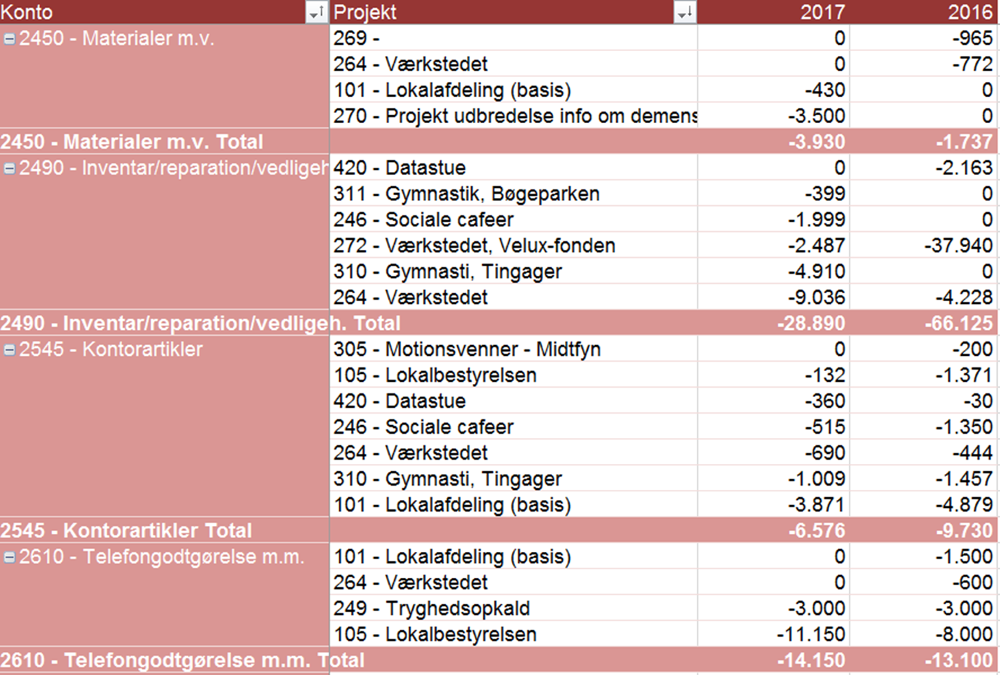 Konto Projekt 2017 2016
2450 - Materialer m.v. 269 - 0 -965
264 - Værkstedet 0 -772
101 - Lokalafdeling (basis) -430 0
270 - Projekt udbredelse info om demens -3.500 0
2450 - Materialer m.v. Total -3.930 -1.737
2490 - Inventar/reparation/vedligeh 420 - Datastue 0 -2.163
311 - Gymnastik, Bøgeparken -399 0
246 - Sociale cafeer -1.999 0
272 - Værkstedet, Velux-fonden -2.487 -37.940
310 - Gymnasti, Tingager -4.910 0
264 - Værkstedet -9.036 -4.228
2490 - Inventar/reparation/vedligeh. Total -28.890 -66.125
2545 - Kontorartikler 305 - Motionsvenner - Midtfyn 0 -200
105 - Lokalbestyrelsen -132 -1.371
420 - Datastue -360 -30
246 - Sociale cafeer -515 -1.350
264 - Værkstedet -690 -444
310 - Gymnasti, Tingager -1.009 -1.457
101 - Lokalafdeling (basis) -3.871 -4.879
2545 - Kontorartikler Total -6.576 -9.730
2610 - Telefongodtgørelse m.m. 101 - Lokalafdeling (basis) 0 -1.500
264 - Værkstedet 0 -600
249 - Tryghedsopkald -3.000 -3.000
105 - Lokalbestyrelsen -11.150 -8.000
2610 - Telefongodtgørelse m.m. Total -14.150 -13.100